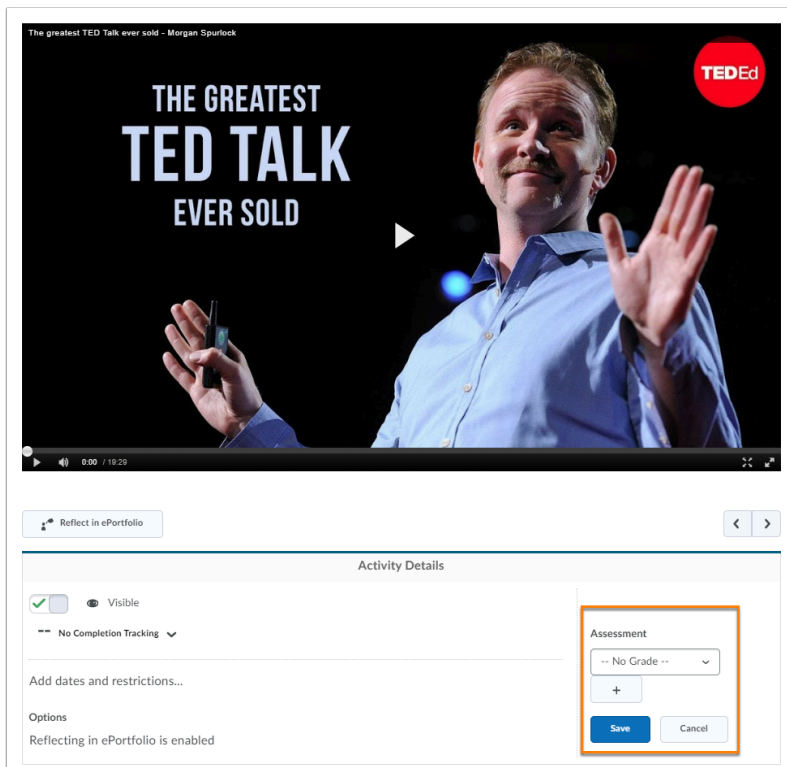 The greatest TED Talk ever sold - Morgan Spurlock
TEDEd
THE GREATEST
TED TALK
EVER SOLD
0:00 / 19:29
Reflect in ePortfolio
Activity Details
Visible
No Completion Tracking
Add dates and restrictions...
Options
Reflecting in ePortfolio is enabled
Assessment
-- No Grade --
+
Save Cancel